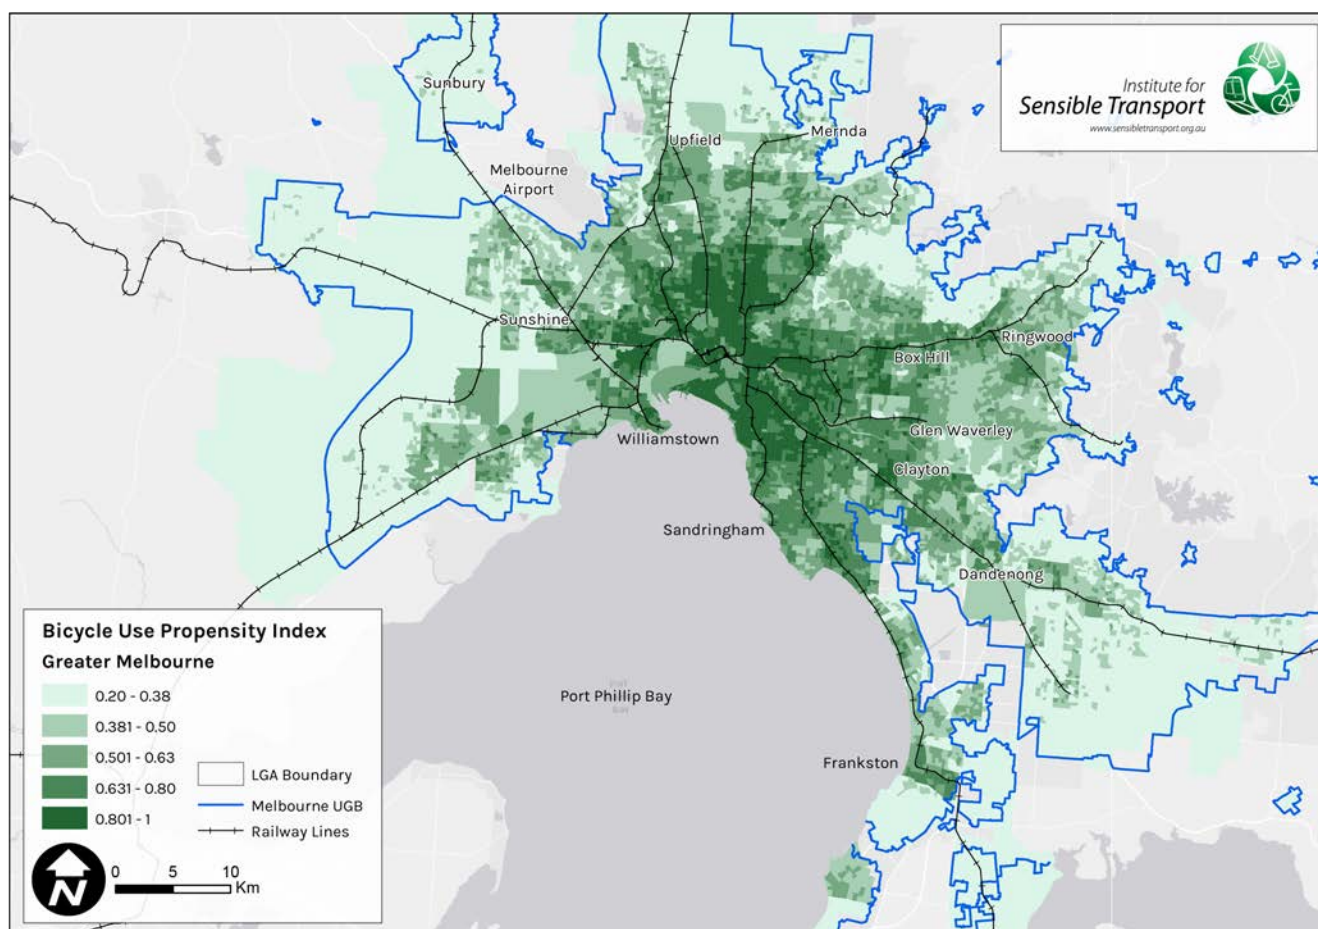 Institute for
Sensible Transport
www.sensibletransport.org.au
Sunbury
Mernda
Upfield
Melbourne
Airport
Sunshine
Ringwood
Box Hill
Glen Waverley
Williamstown
Clayton
Sandringham
Dandenong
Port Phillip Bay
Frankston
Bicycle Use Propensity Index
Greater Melbourne
0.20 - 0.38
0.381 - 0.50
0.501 - 0.63
0.631 - 0.80
0.801 - 1
LGA Boundary
Melbourne UGB
Railway Lines
N
0 5 10
Km